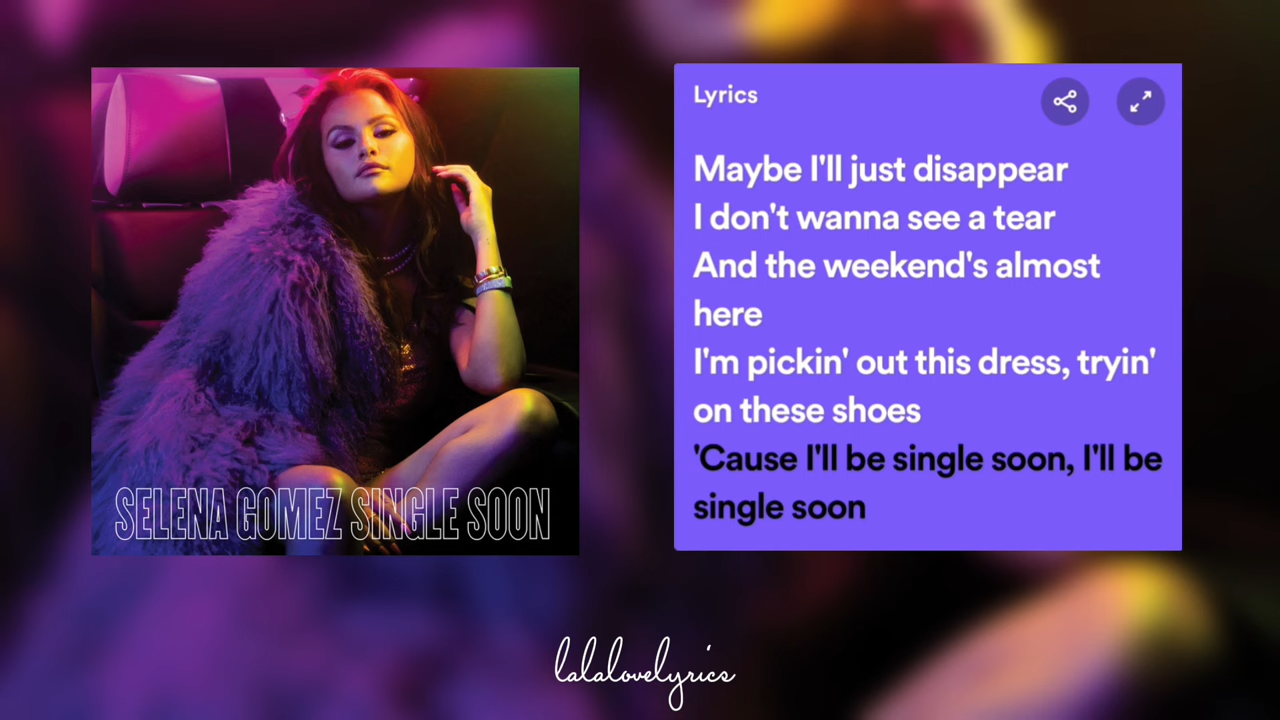 Lyrics
Maybe I'll just disappear
I don't wanna see a tear
And the weekend's almost
here
I'm pickin' out this dress, tryin'
on these shoes
'Cause I'll be single soon, I'll be
single soon
SELENA GOMEZ SINGLE SOON
lalalovelyrics